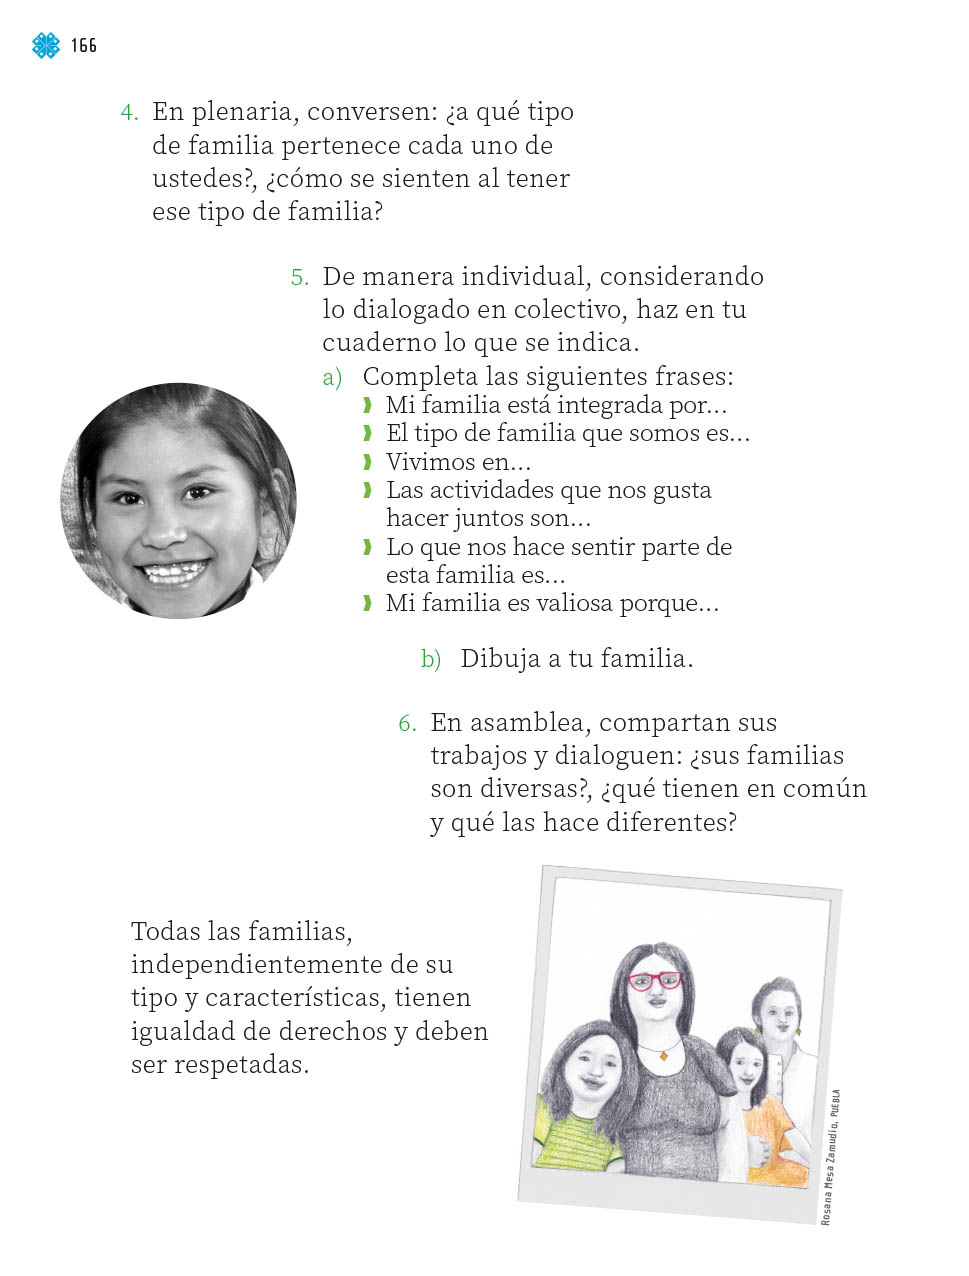 166
4. En plenaria, conversen: ¿a qué tipo
de familia pertenece cada uno de
ustedes?, ¿cómo se sienten al tener
ese tipo de familia?
5. De manera individual, considerando
lo dialogado en colectivo, haz en tu
cuaderno lo que se indica.
a) Completa las siguientes frases:
Mi familia está integrada por...
El tipo de familia que somos es...
Vivimos en...
Las actividades que nos gusta
hacer juntos son...
Lo que nos hace sentir parte de
esta familia es...
Mi familia es valiosa porque...
b) Dibuja a tu familia.
6. En asamblea, compartan sus
trabajos y dialoguen: ¿sus familias
son diversas?, ¿qué tienen en común
y qué las hace diferentes?
Todas las familias,
independientemente de su
tipo y características, tienen
igualdad de derechos y deben
ser respetadas.
Rosana Mesa Zamudio, PUEBLA